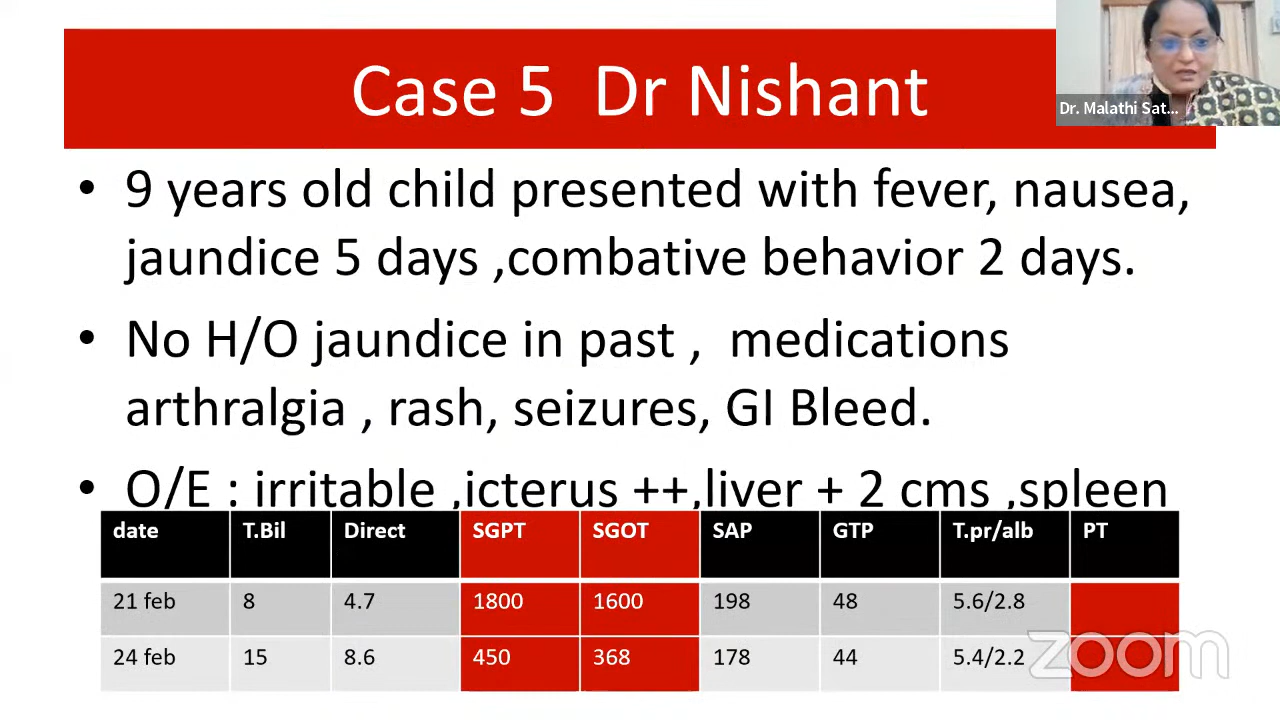 Case 5 Dr Nishant
Dr. Malathi Sat...
• 9 years old child presented with fever, nausea,
jaundice 5 days ,combative behavior 2 days.
• No H/O jaundice in past , medications
arthralgia , rash, seizures, GI Bleed.
• O/E : irritable ,icterus ++,liver + 2 cms ,spleen
date T.Bil Direct SGPT SGOT SAP GTP T.pr/alb PT
21 feb 8 4.7 1800 1600 198 48 5.6/2.8
24 feb 15 8.6 450 368 178 44 5.4/2.2
zoom